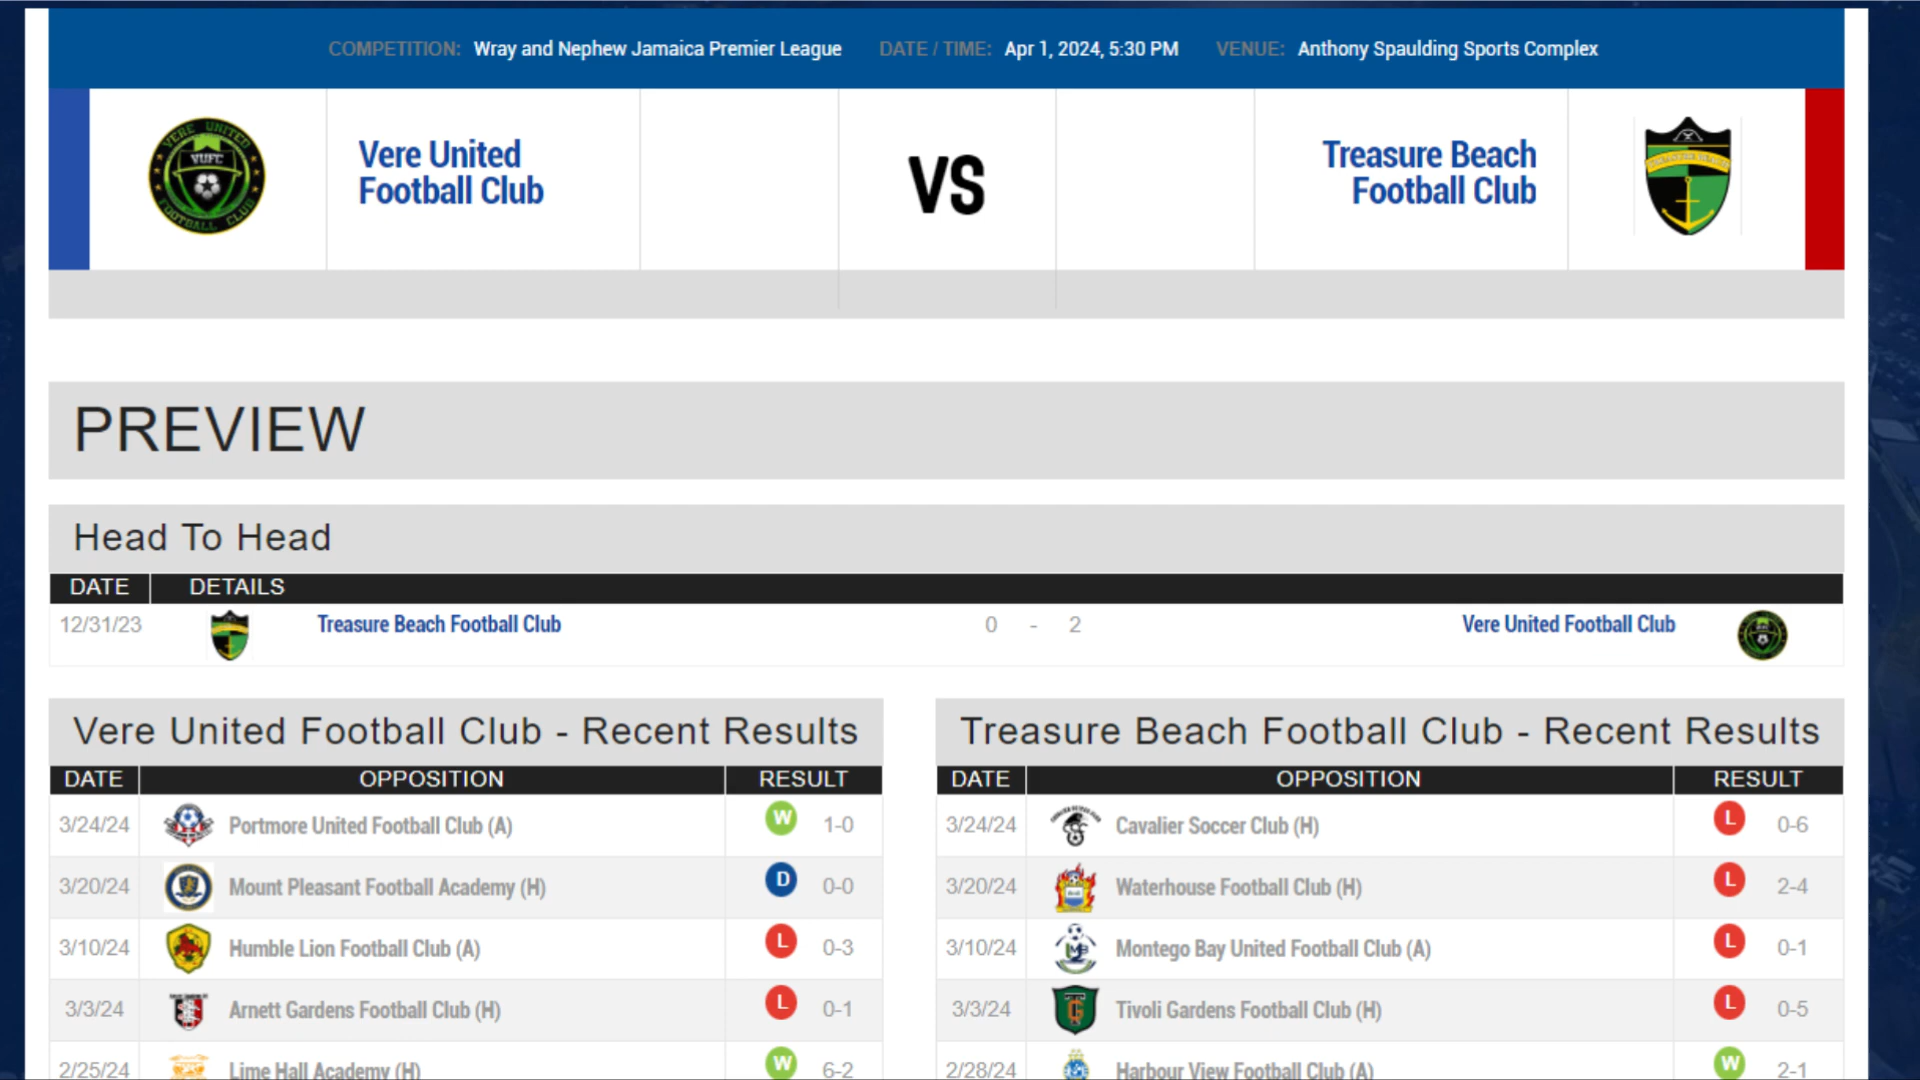 COMPETITION: Wray and Nephew Jamaica Premier League DATE / TIME: Apr 1, 2024, 5:30 PM VENUE: Anthony Spaulding Sports Complex
VERE UNITED
VUFC
FOOTBALL CLUB
Vere United
Football Club
VS
Treasure Beach
Football Club
TREASURE BEACH
PREVIEW
Head To Head
DATE DETAILS
12/31/23 Treasure Beach Football Club 0 - 2 Vere United Football Club
Vere United Football Club - Recent Results
DATE OPPOSITION RESULT
3/24/24 Portmore United Football Club (A) W 1-0
3/20/24 Mount Pleasant Football Academy (H) D 0-0
3/10/24 Humble Lion Football Club (A) L 0-3
3/3/24 Arnett Gardens Football Club (H) L 0-1
2/25/24 Lime Hall Academy (H) W 6-2
Treasure Beach Football Club - Recent Results
DATE OPPOSITION RESULT
3/24/24 Cavalier Soccer Club (H) L 0-6
3/20/24 Waterhouse Football Club (H) L 2-4
3/10/24 Montego Bay United Football Club (A) L 0-1
3/3/24 Tivoli Gardens Football Club (H) L 0-5
2/28/24 Harbour View Football Club (A) W 2-1